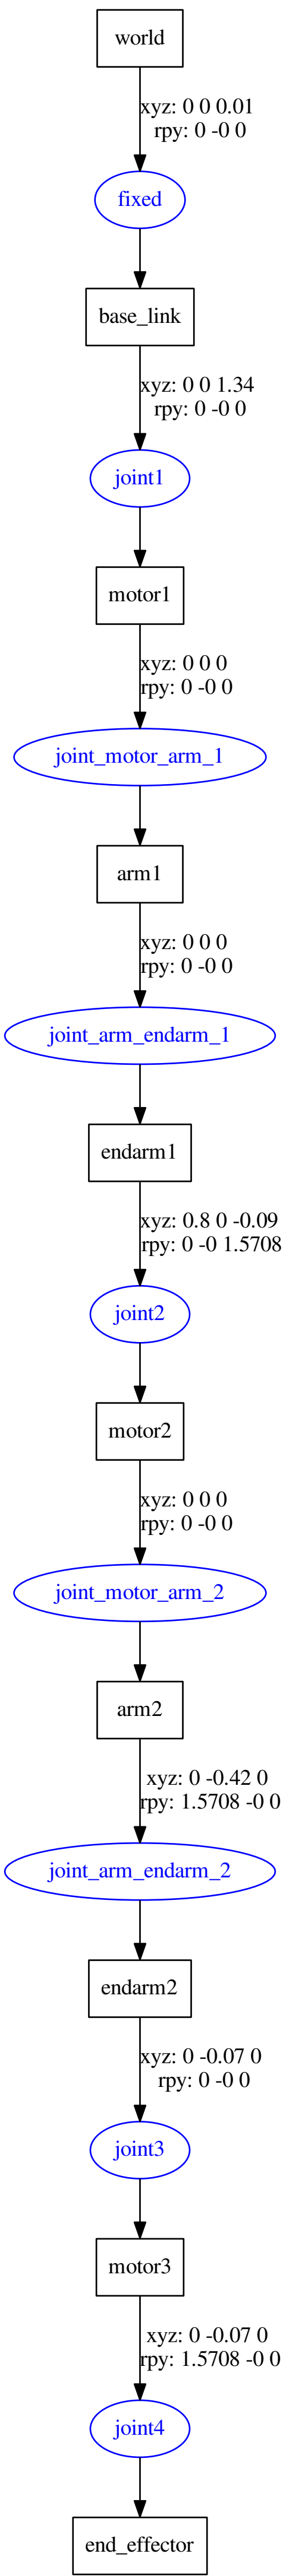 world
xyz: 0 0 0.01
rpy: 0 -0 0
fixed
base_link
xyz: 0 0 1.34
rpy: 0 -0 0
joint1
motor1
xyz: 0 0 0
rpy: 0 -0 0
joint_motor_arm_1
arm1
xyz: 0 0 0
rpy: 0 -0 0
joint_arm_endarm_1
endarm1
xyz: 0.8 0 -0.09
rpy: 0 -0 1.5708
joint2
motor2
xyz: 0 0 0
rpy: 0 -0 0
joint_motor_arm_2
arm2
xyz: 0 -0.42 0
rpy: 1.5708 -0 0
joint_arm_endarm_2
endarm2
xyz: 0 -0.07 0
rpy: 0 -0 0
joint3
motor3
xyz: 0 -0.07 0
rpy: 1.5708 -0 0
joint4
end_effector